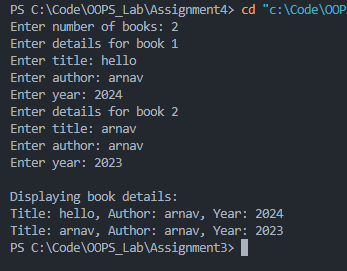 PS C:\Code\OOPS_Lab\Assignment4> cd "c:\Code\OOP
Enter number of books: 2
Enter details for book 1
Enter title: hello
Enter author: arnav
Enter year: 2024
Enter details for book 2
Enter title: arnav
Enter author: arnav
Enter year: 2023

Displaying book details:
Title: hello, Author: arnav, Year: 2024
Title: arnav, Author: arnav, Year: 2023
PS C:\Code\OOPS_Lab\Assignment3>